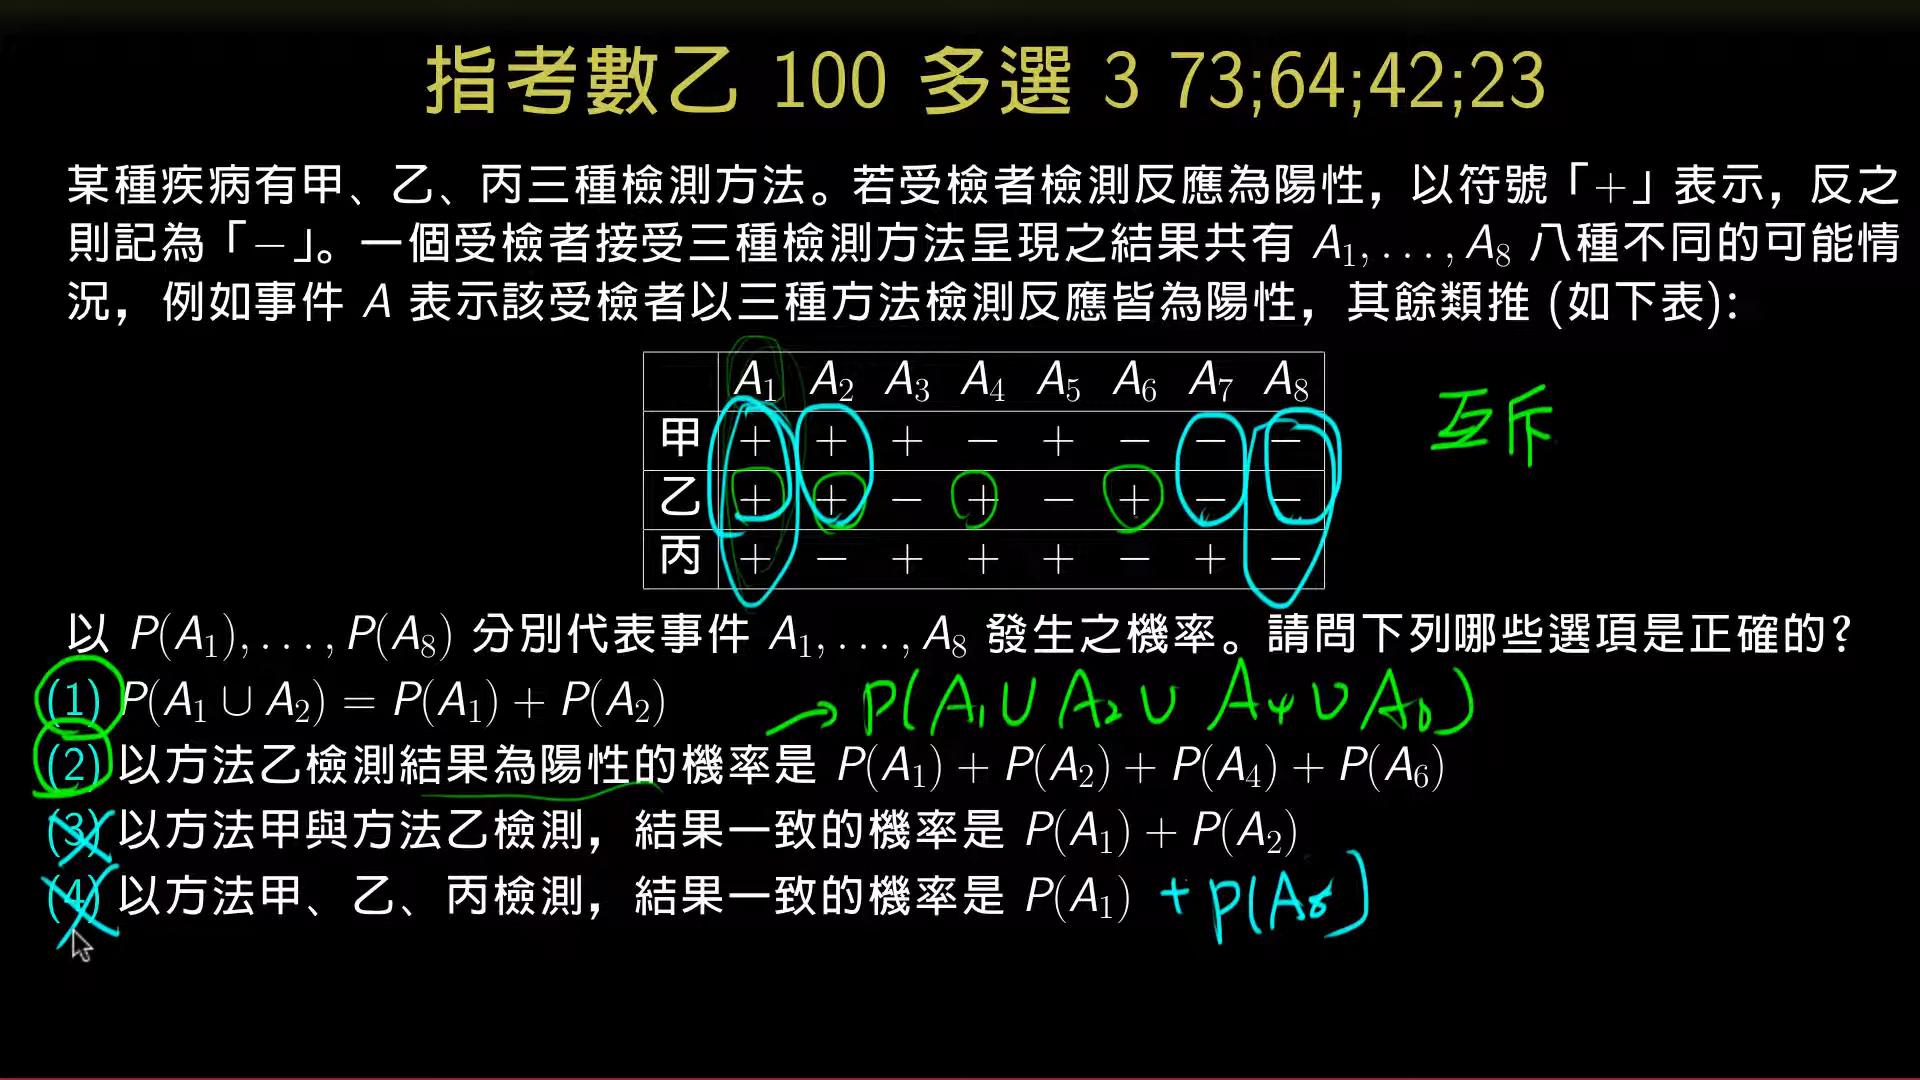 指考數乙 100 多選 3 73;64;42;23
某種疾病有甲、乙、丙三種檢測方法。若受檢者檢測反應為陽性，以符號「+」表示，反之
則記為「−」。一個受檢者接受三種檢測方法呈現之結果共有 A₁, . . . , A₈ 八種不同的可能情
況，例如事件 A 表示該受檢者以三種方法檢測反應皆為陽性，其餘類推 (如下表):
A₁ A₂ A₃ A₄ A₅ A₆ A₇ A₈
甲 + + + − + − − −
乙 + + − + − + − −
丙 + − + + + − + −
互斥
以 P(A₁), . . . , P(A₈) 分別代表事件 A₁, . . . , A₈ 發生之機率。請問下列哪些選項是正確的?
(1) P(A₁ ∪ A₂) = P(A₁) + P(A₂) → P(A₁∪A₂∪A₄∪A₆)
(2) 以方法乙檢測結果為陽性的機率是 P(A₁) + P(A₂) + P(A₄) + P(A₆)
(3) 以方法甲與方法乙檢測，結果一致的機率是 P(A₁) + P(A₂)
(4) 以方法甲、乙、丙檢測，結果一致的機率是 P(A₁) + P(A₈)